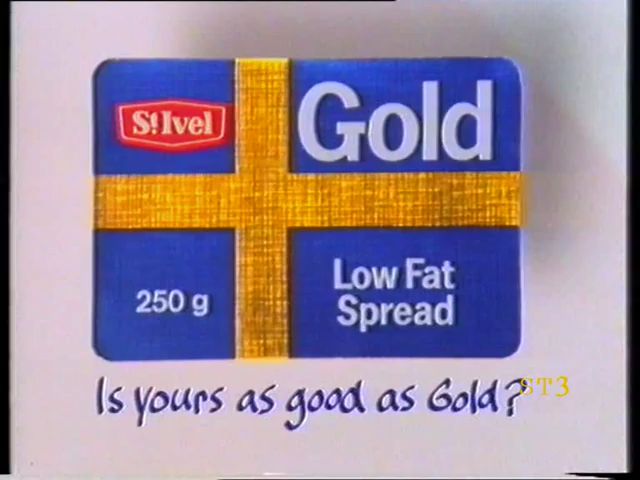 St Ivel
Gold
250 g
Low Fat
Spread
Is yours as good as Gold?
ST3